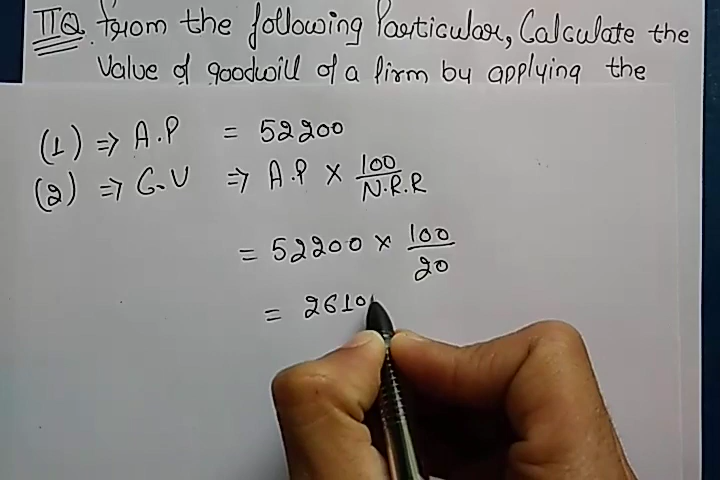 IIQ. From the following Particular, Calculate the
Value of goodwill of a firm by applying the
(1) ⇒ A.P = 52200
(2) ⇒ G.V ⇒ A.P × 100/N.R.R
= 52200 × 100/20
= 2610